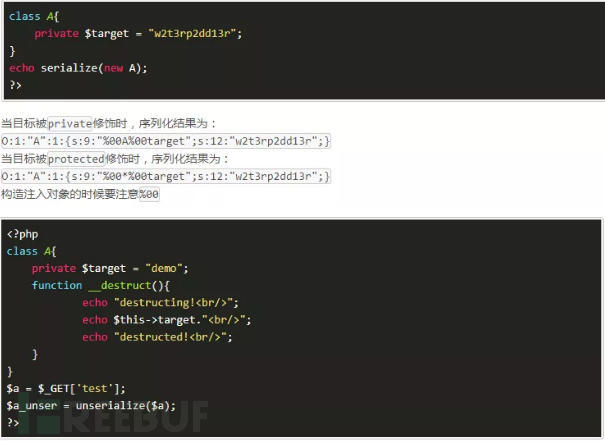 class A{
    private $target = "w2t3rp2dd13r";
}
echo serialize(new A);
?>
当目标被private修饰时，序列化结果为：
O:1:"A":1:{s:9:"%00A%00target";s:12:"w2t3rp2dd13r";}
当目标被protected修饰时，序列化结果为：
O:1:"A":1:{s:9:"%00*%00target";s:12:"w2t3rp2dd13r";}
构造注入对象的时候要注意%00
<?php
class A{
    private $target = "demo";
    function __destruct(){
            echo "destructing!<br/>";
            echo $this->target."<br/>";
            echo "destructed!<br/>";
    }
}
$a = $_GET['test'];
$a_unser = unserialize($a);
?>
FREEBUF